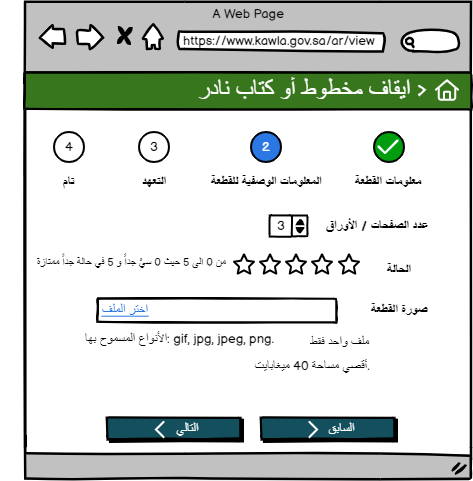 A Web Page
https://www.kawla.gov.sa/ar/view
< ايقاف مخطوط أو كتاب نادر
2 3 4
معلومات القطعة المعلومات الوصفية للقطعة التعهد تام
عدد الصفحات / الأوراق 3
الحالة من 0 الى 5 حيث 0 سيُ جداً و 5 في حالة جداً ممتازة
صورة القطعة اختر الملف
ملف واحد فقط الأنواع المسموح بها: gif, jpg, jpeg, png.
أقصي مساحة 40 ميغابايت.
السابق التالي